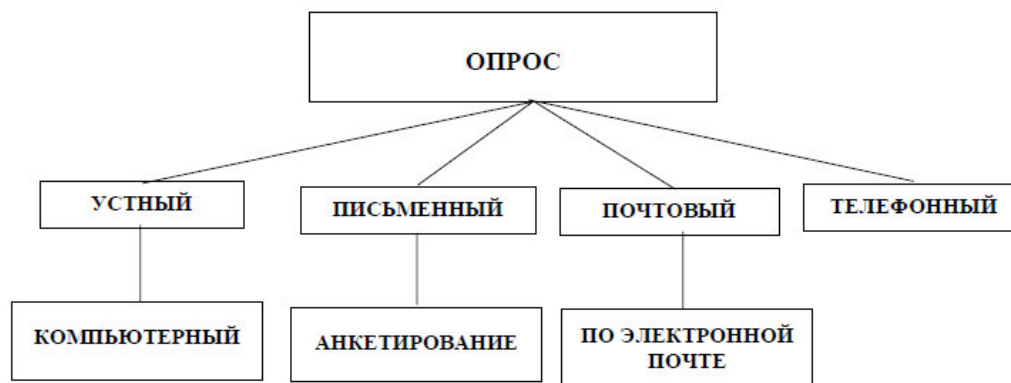 ОПРОС
УСТНЫЙ
ПИСЬМЕННЫЙ
ПОЧТОВЫЙ
ТЕЛЕФОННЫЙ
КОМПЬЮТЕРНЫЙ
АНКЕТИРОВАНИЕ
ПО ЭЛЕКТРОННОЙ
ПОЧТЕ